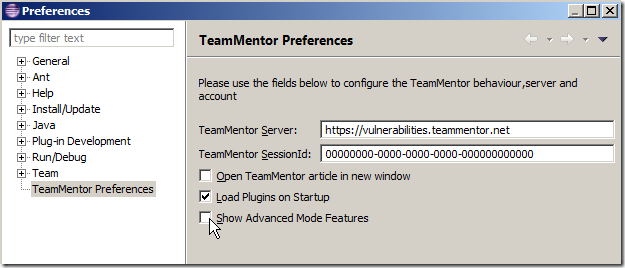 Preferences
type filter text
General
Ant
Help
Install/Update
Java
Plug-in Development
Run/Debug
Team
TeamMentor Preferences
TeamMentor Preferences
Please use the fields below to configure the TeamMentor behaviour,server and
account
TeamMentor Server: https://vulnerabilities.teammentor.net
TeamMentor SessionId: 00000000-0000-0000-0000-000000000000
Open TeamMentor article in new window
Load Plugins on Startup
Show Advanced Mode Features